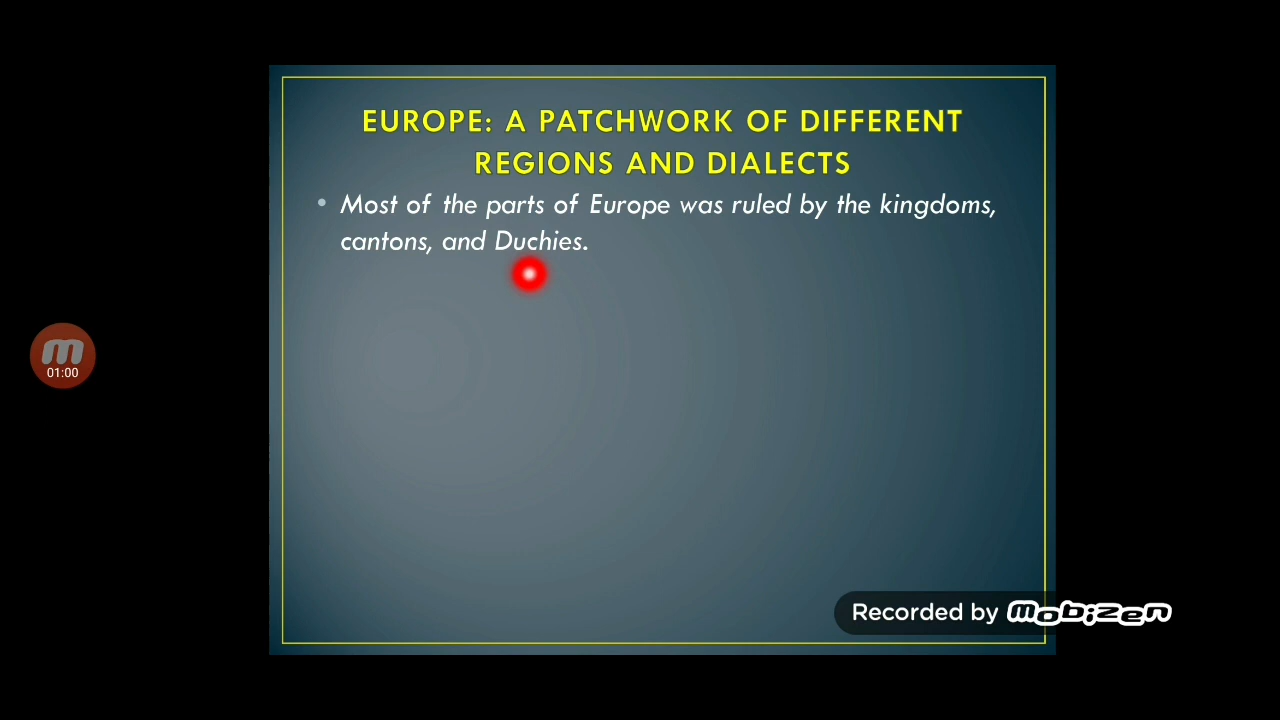 EUROPE: A PATCHWORK OF DIFFERENT
REGIONS AND DIALECTS
• Most of the parts of Europe was ruled by the kingdoms,
cantons, and Duchies.
m
01:00
Recorded by mobizen